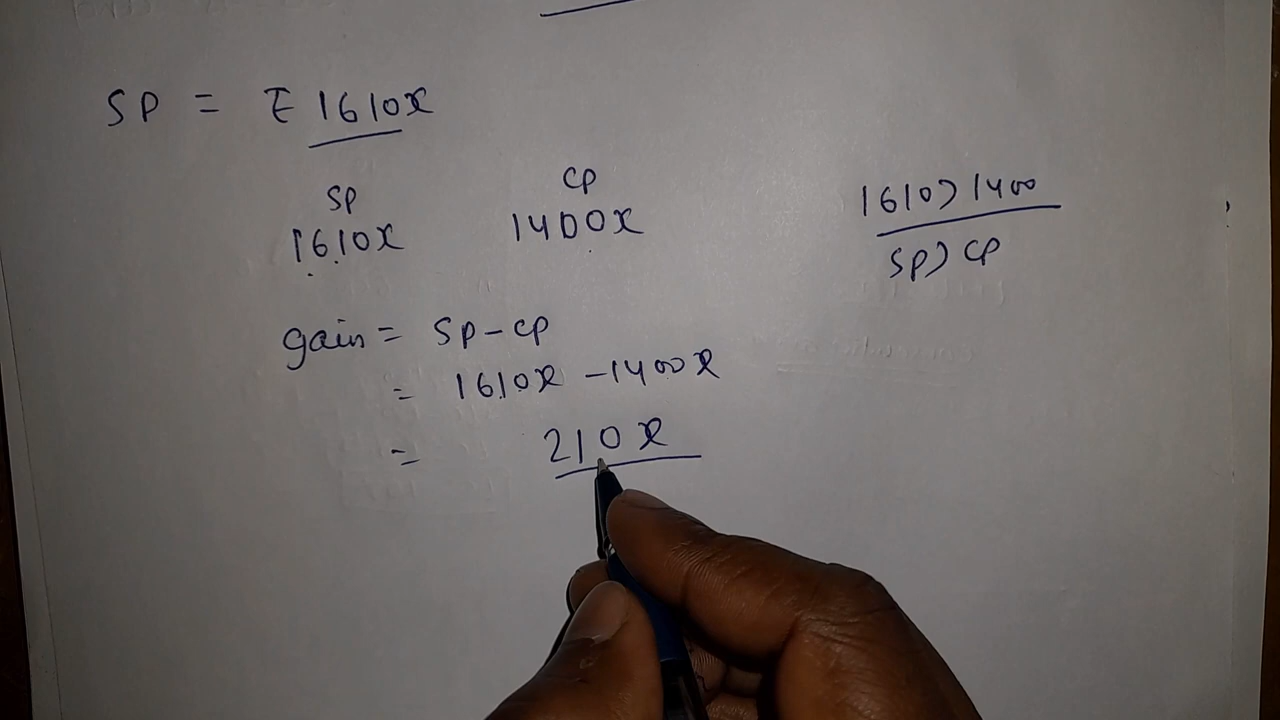 SP = ₹ 1610x
SP CP
1610x 1400x
1610 > 1400
SP > CP
gain = SP - CP
= 1610x - 1400x
= 210x